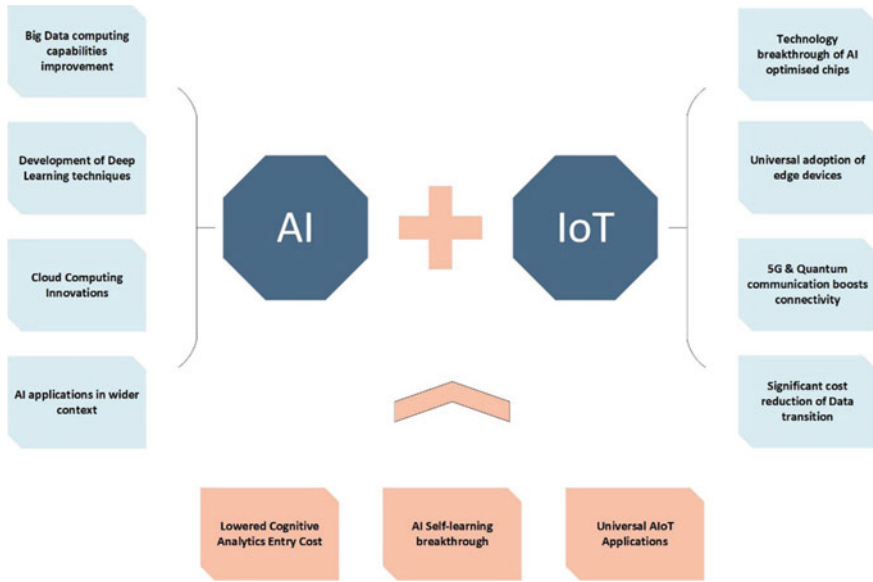 Big Data computing
capabilities
improvement
Development of Deep
Learning techniques
Cloud Computing
Innovations
AI applications in wider
context
AI
IoT
Technology
breakthrough of AI
optimised chips
Universal adoption of
edge devices
5G & Quantum
communication boosts
connectivity
Significant cost
reduction of Data
transition
Lowered Cognitive
Analytics Entry Cost
AI Self-learning
breakthrough
Universal AIoT
Applications